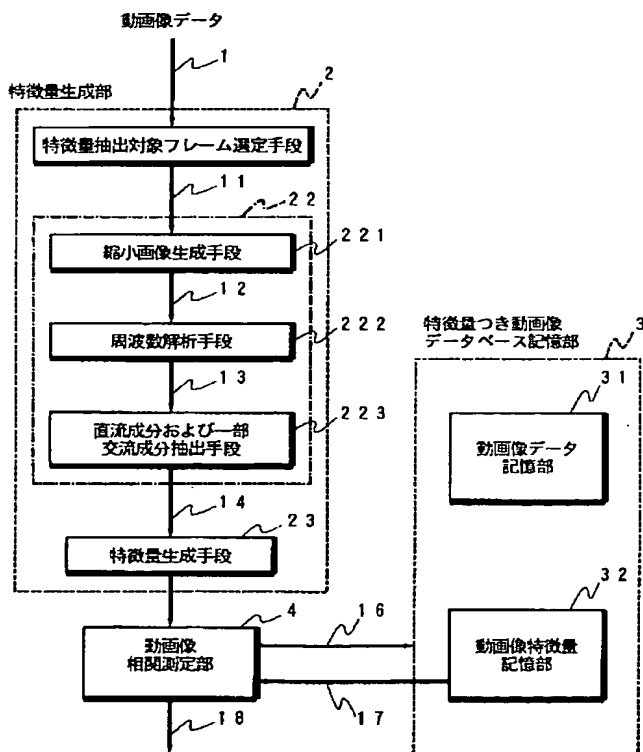 動画像データ
1
特徴量生成部
2
特徴量抽出対象フレーム選定手段
11
22
縮小画像生成手段
221
12
周波数解析手段
222
13
直流成分および一部
交流成分抽出手段
223
14
23
特徴量生成手段
特徴量つき動画像
データベース記憶部
3
31
動画像データ
記憶部
32
動画像特徴量
記憶部
4
動画像
相関測定部
16
17
18